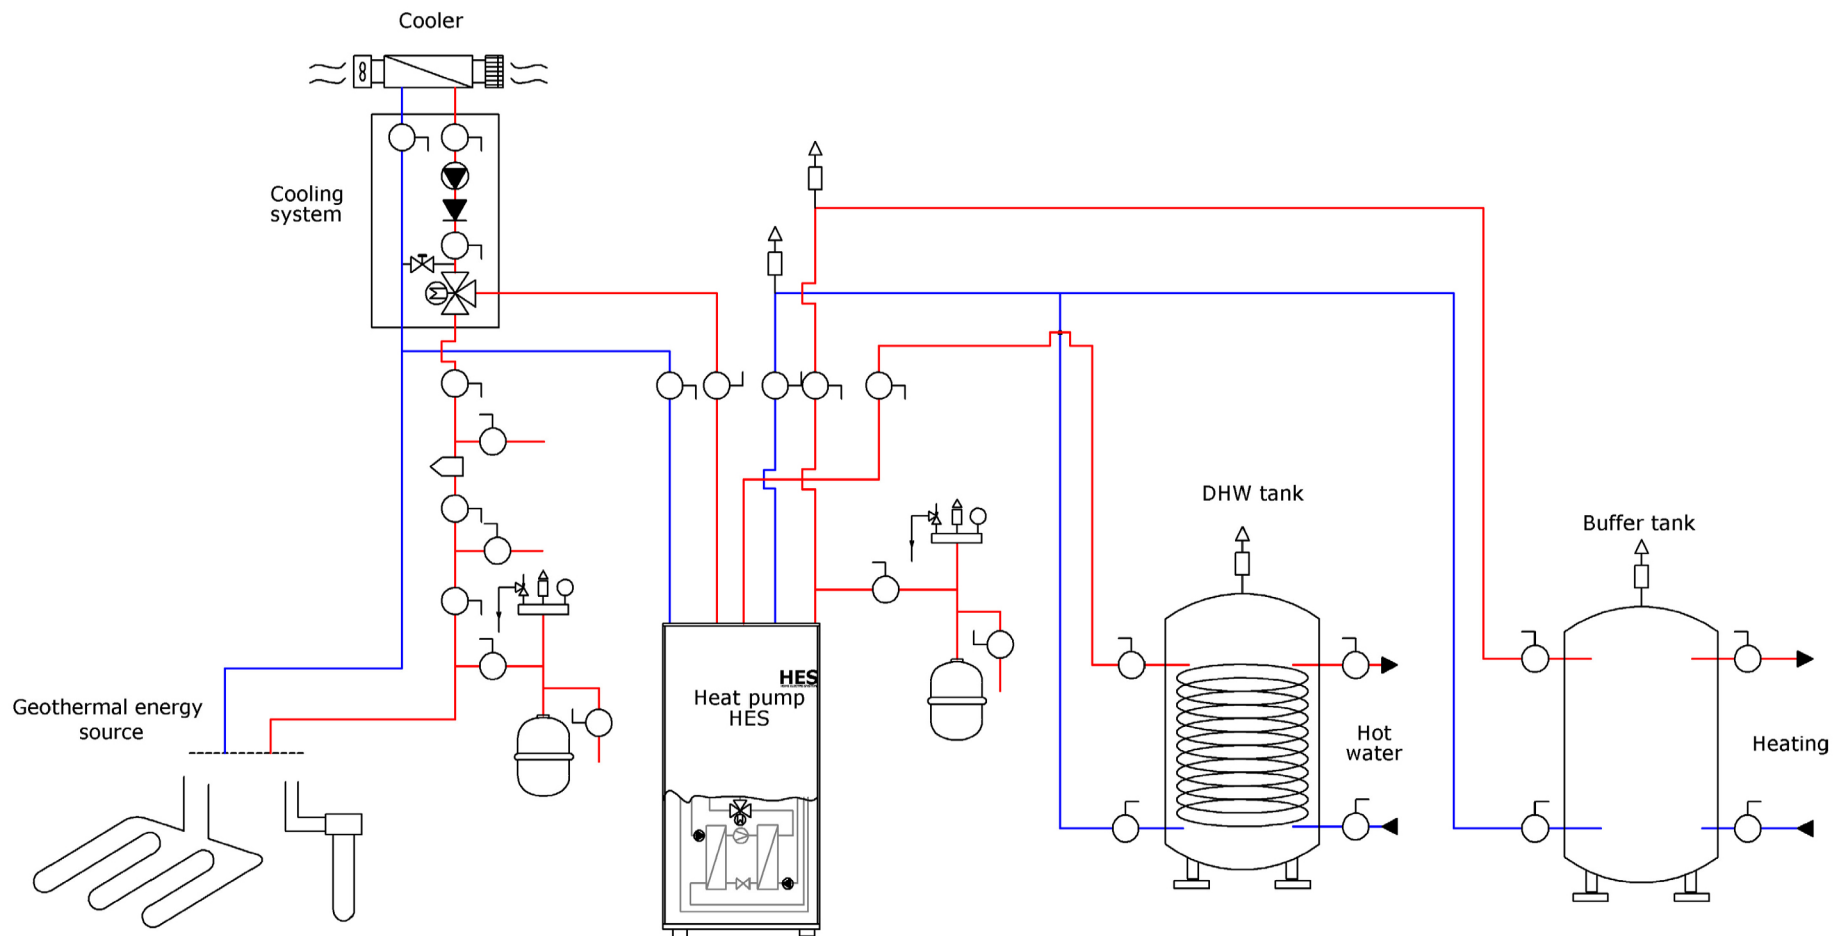 Cooler
Cooling
system
DHW tank
Buffer tank
HES
Heat pump
HES
Geothermal energy
source
Hot
water
Heating